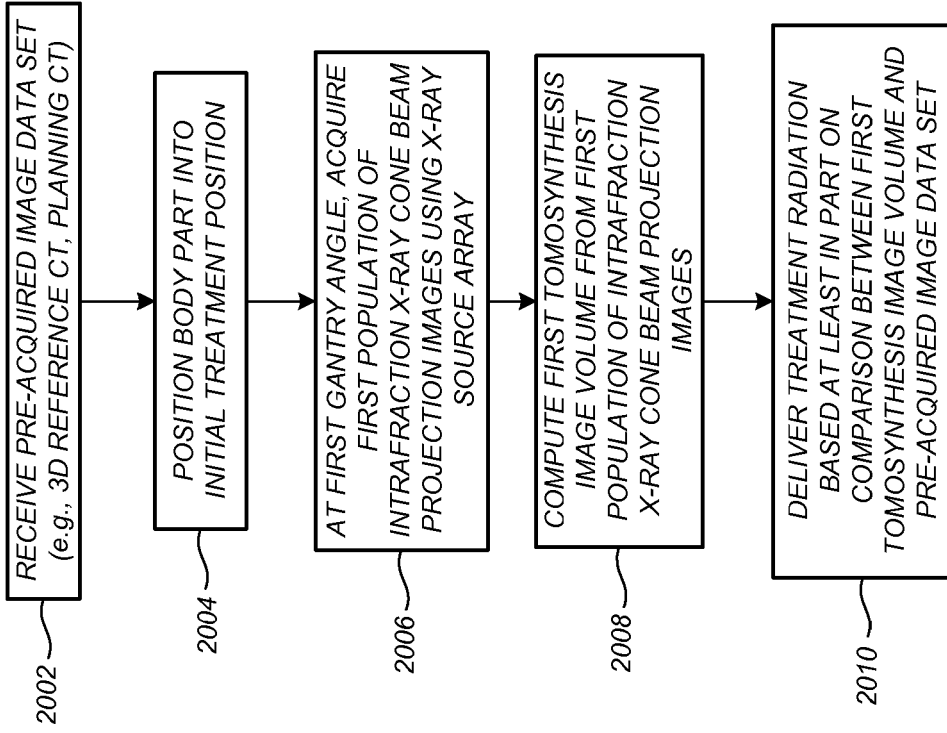 RECEIVE PRE-ACQUIRED IMAGE DATA SET
(e.g., 3D REFERENCE CT, PLANNING CT)
2002
POSITION BODY PART INTO
INITIAL TREATMENT POSITION
2004
AT FIRST GANTRY ANGLE, ACQUIRE
FIRST POPULATION OF
INTRAFRACTION X-RAY CONE BEAM
PROJECTION IMAGES USING X-RAY
SOURCE ARRAY
2006
COMPUTE FIRST TOMOSYNTHESIS
IMAGE VOLUME FROM FIRST
POPULATION OF INTRAFRACTION
X-RAY CONE BEAM PROJECTION
IMAGES
2008
DELIVER TREATMENT RADIATION
BASED AT LEAST IN PART ON
COMPARISON BETWEEN FIRST
TOMOSYNTHESIS IMAGE VOLUME AND
PRE-ACQUIRED IMAGE DATA SET
2010